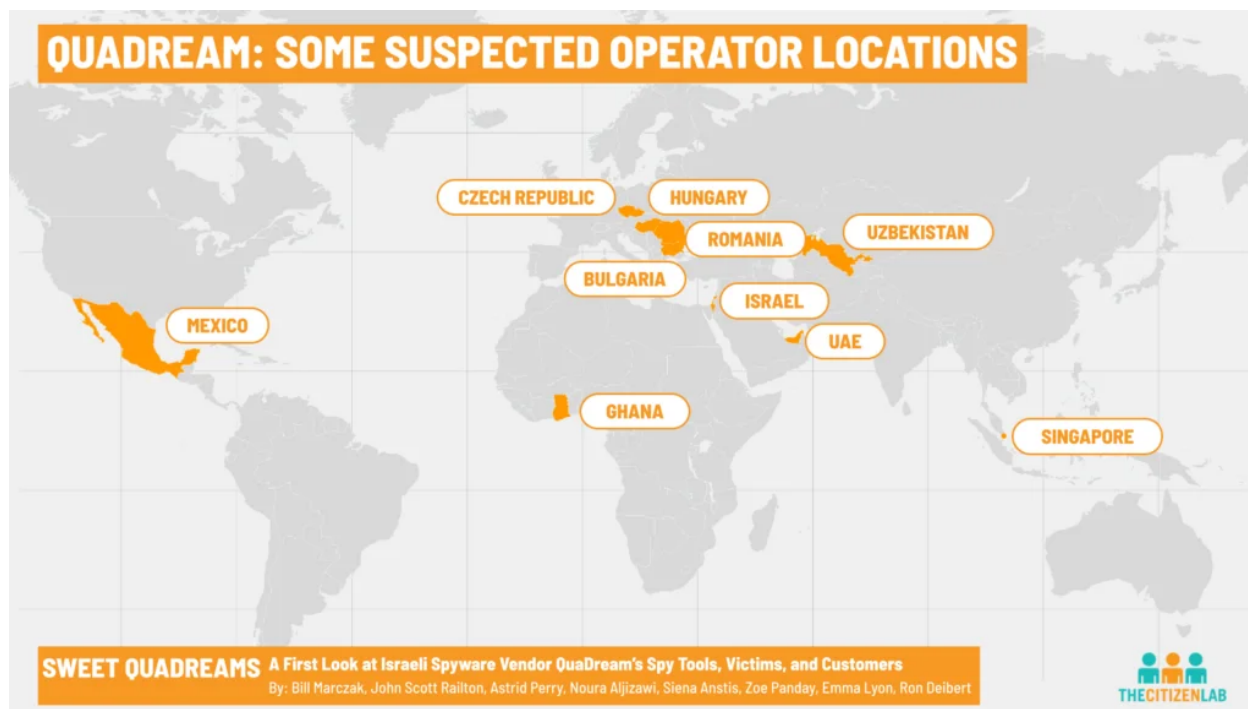 QUADREAM: SOME SUSPECTED OPERATOR LOCATIONS
CZECH REPUBLIC
HUNGARY
ROMANIA
UZBEKISTAN
BULGARIA
ISRAEL
MEXICO
UAE
GHANA
SINGAPORE
SWEET QUADREAMS A First Look at Israeli Spyware Vendor QuaDream's Spy Tools, Victims, and Customers
By: Bill Marczak, John Scott Railton, Astrid Perry, Noura Aljizawi, Siena Anstis, Zoe Panday, Emma Lyon, Ron Deibert
THECITIZENLAB